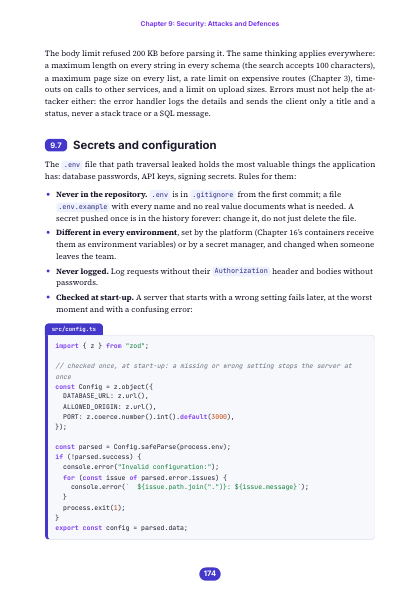 Chapter 9: Security: Attacks and Defences
The body limit refused 200 KB before parsing it. The same thinking applies everywhere:
a maximum length on every string in every schema (the search accepts 100 characters),
a maximum page size on every list, a rate limit on expensive routes (Chapter 3), time-
outs on calls to other services, and a limit on upload sizes. Errors must not help the at-
tacker either: the error handler logs the details and sends the client only a title and a
status, never a stack trace or a SQL message.
9.7 Secrets and configuration
The .env file that path traversal leaked holds the most valuable things the application
has: database passwords, API keys, signing secrets. Rules for them:
• Never in the repository. .env is in .gitignore from the first commit; a file
.env.example with every name and no real value documents what is needed. A
secret pushed once is in the history forever: change it, do not just delete the file.
• Different in every environment, set by the platform (Chapter 16's containers receive
them as environment variables) or by a secret manager, and changed when someone
leaves the team.
• Never logged. Log requests without their Authorization header and bodies without
passwords.
• Checked at start-up. A server that starts with a wrong setting fails later, at the worst
moment and with a confusing error:
src/config.ts
import { z } from "zod";
// checked once, at start-up: a missing or wrong setting stops the server at
once
const Config = z.object({
  DATABASE_URL: z.url(),
  ALLOWED_ORIGIN: z.url(),
  PORT: z.coerce.number().int().default(3000),
});
const parsed = Config.safeParse(process.env);
if (!parsed.success) {
  console.error("Invalid configuration:");
  for (const issue of parsed.error.issues) {
    console.error(`  ${issue.path.join(".")}: ${issue.message}`);
  }
  process.exit(1);
}
export const config = parsed.data;
174